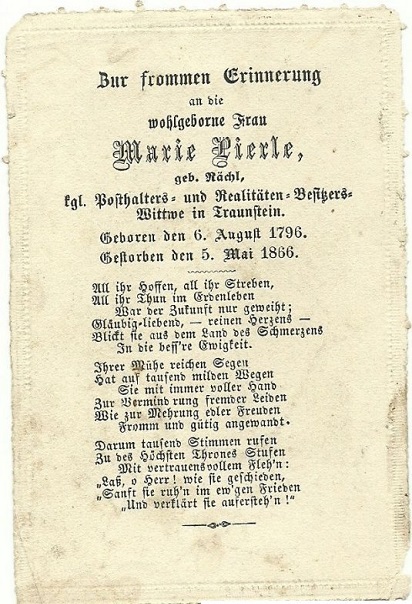 Zur frommen Erinnerung
an die
wohlgeborne Frau
Marie Pierle,
geb. Nächl,
kgl. Posthalters- und Realitäten-Besitzers-
Wittwe in Traunstein.
Geboren den 6. August 1796.
Gestorben den 5. Mai 1866.
All ihr Hoffen, all ihr Streben,
All ihr Thun im Erdenleben
War der Zukunft nur geweiht;
Gläubig-liebend, — reinen Herzens —
Blickt sie aus dem Land des Schmerzens
In die bess're Ewigkeit.
Ihrer Mühe reichen Segen
Hat auf tausend milden Wegen
Sie mit immer voller Hand
Zur Vermind rung fremder Leiden
Wie zur Mehrung edler Freuden
Fromm und gütig angewandt.
Darum tausend Stimmen rufen
Zu des Höchsten Thrones Stufen
Mit vertrauensvollem Fleh'n:
„Laß, o Herr! wie sie geschieden,
„Sanft sie ruh'n im ew'gen Frieden
„Und verklärt sie aufersteh'n!"